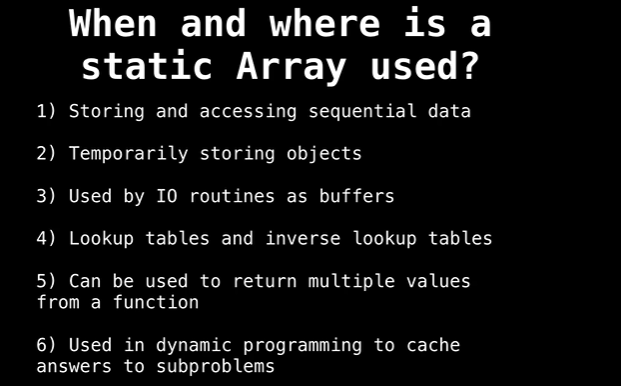 When and where is a
static Array used?
1) Storing and accessing sequential data
2) Temporarily storing objects
3) Used by IO routines as buffers
4) Lookup tables and inverse lookup tables
5) Can be used to return multiple values
from a function
6) Used in dynamic programming to cache
answers to subproblems